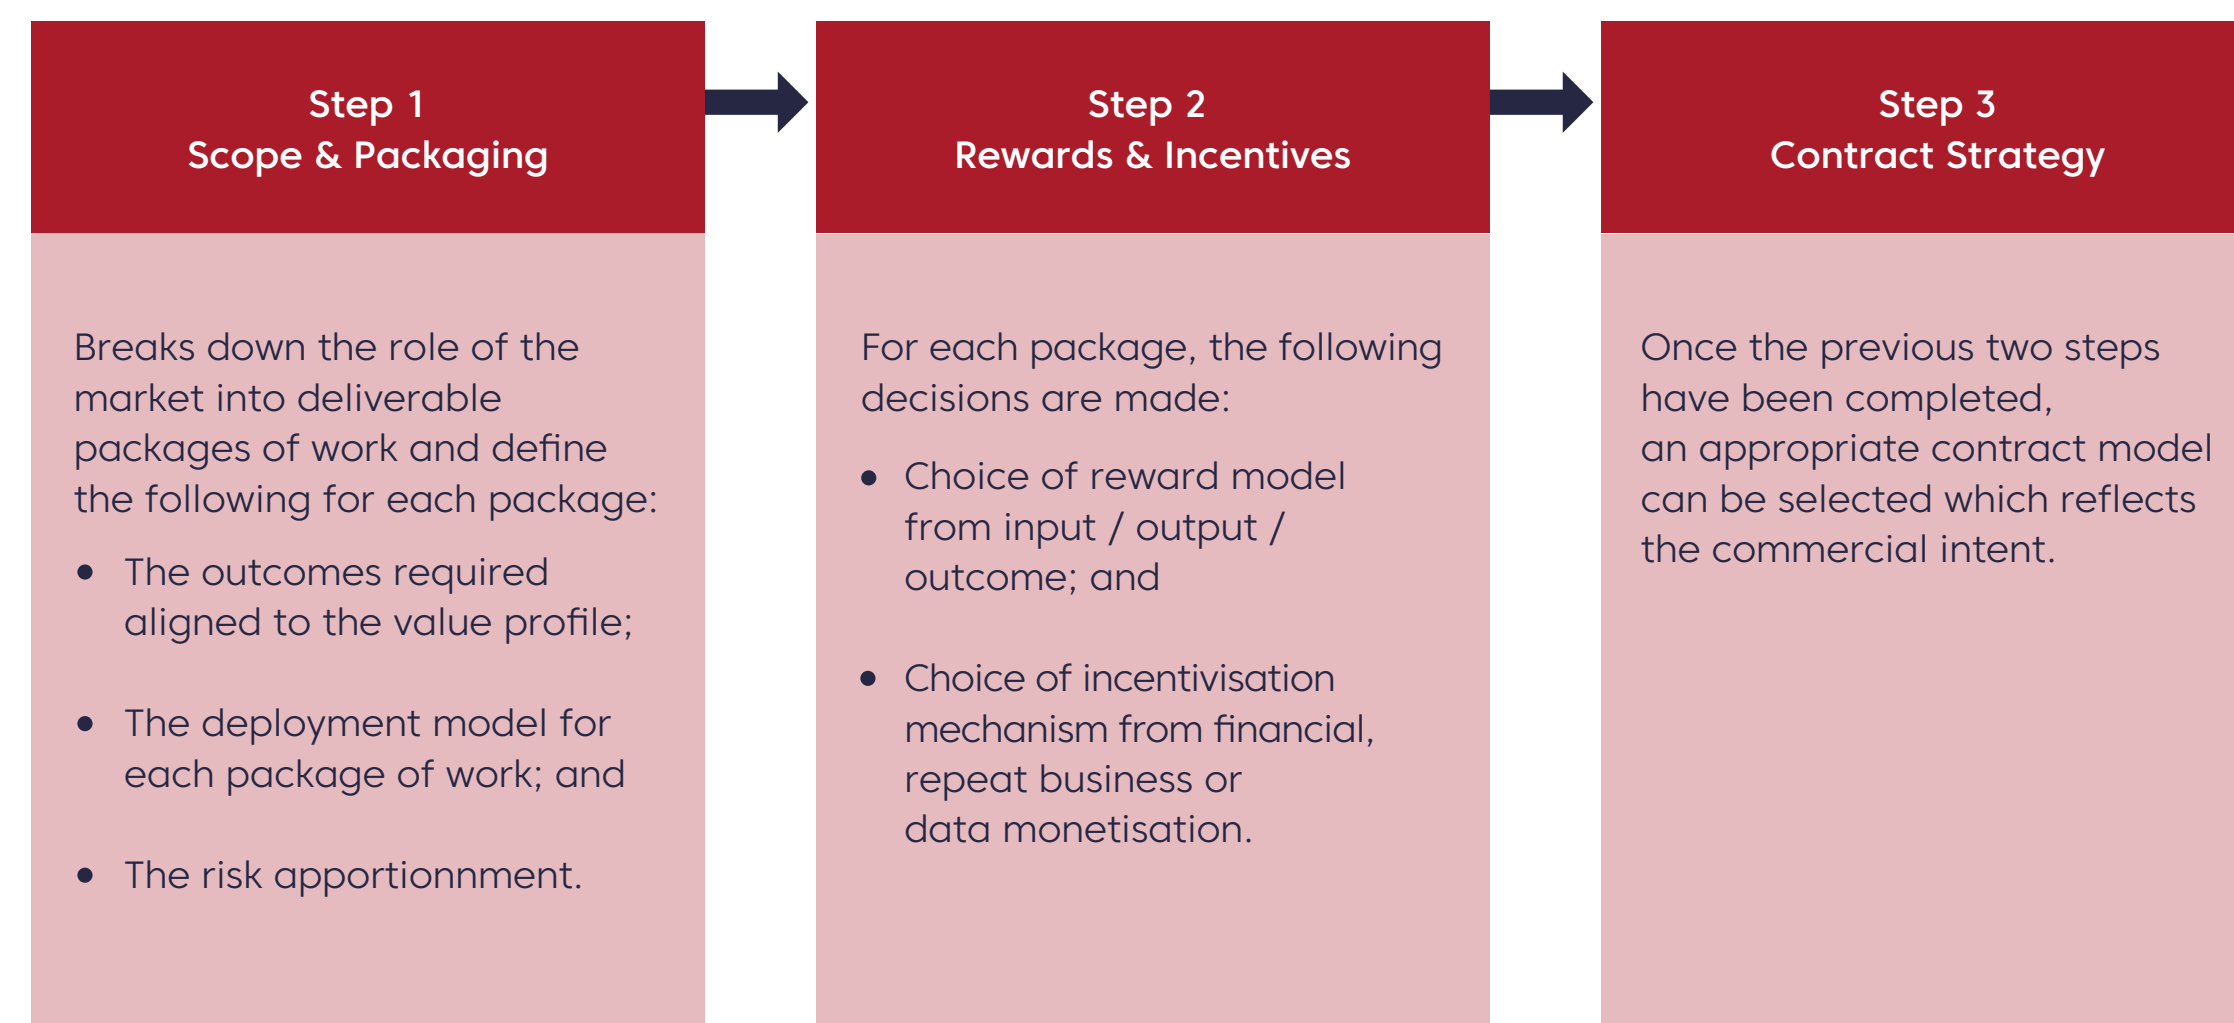 Step 1
Scope & Packaging
Breaks down the role of the
market into deliverable
packages of work and define
the following for each package:
• The outcomes required
aligned to the value profile;
• The deployment model for
each package of work; and
• The risk apportionnment.
Step 2
Rewards & Incentives
For each package, the following
decisions are made:
• Choice of reward model
from input / output /
outcome; and
• Choice of incentivisation
mechanism from financial,
repeat business or
data monetisation.
Step 3
Contract Strategy
Once the previous two steps
have been completed,
an appropriate contract model
can be selected which reflects
the commercial intent.